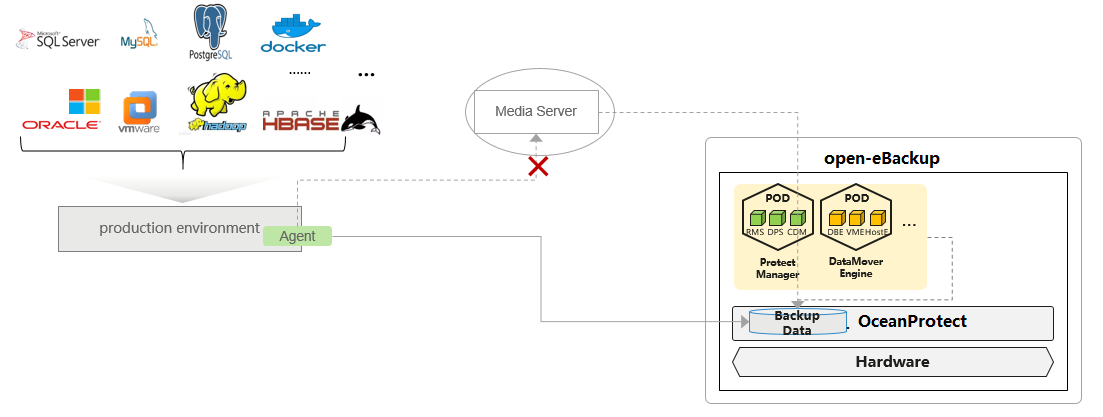 Microsoft
SQL Server
MySQL
PostgreSQL
docker
......
...
ORACLE
vmware
hadoop
APACHE
HBASE
production environment
Agent
Media Server
open-eBackup
POD
RMS DPS CDM
Protect
Manager
POD
DBE VME HostE
DataMover
Engine
...
Backup
Data
OceanProtect
Hardware